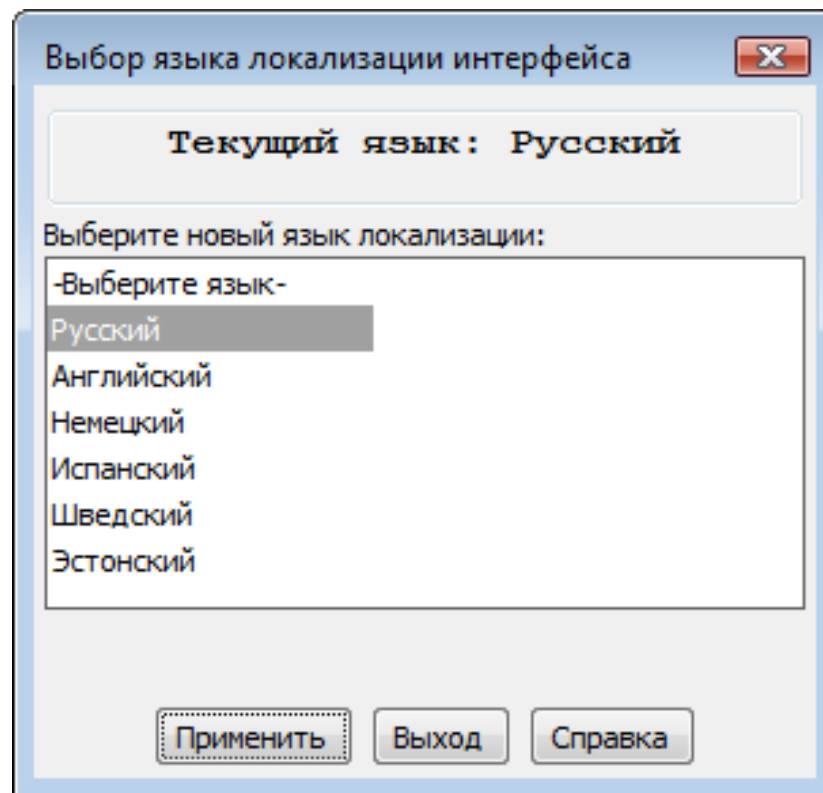 Выбор языка локализации интерфейса
Текущий язык: Русский
Выберите новый язык локализации:
-Выберите язык-
Русский
Английский
Немецкий
Испанский
Шведский
Эстонский
Применить Выход Справка